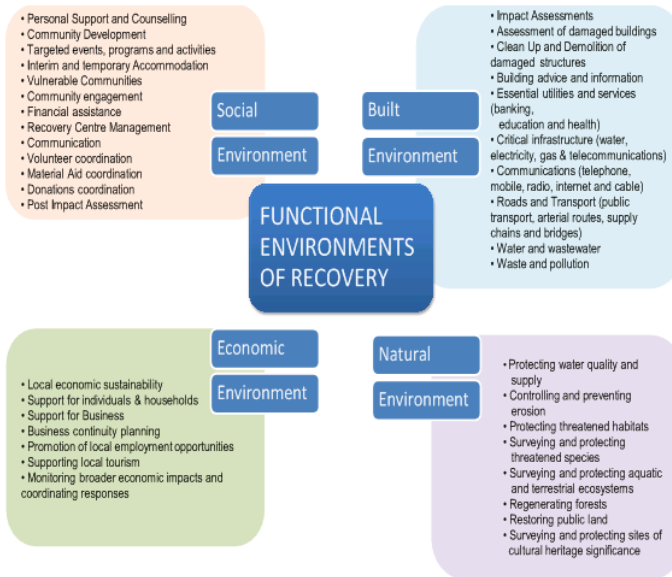 • Personal Support and Counselling
• Community Development
• Targeted events, programs and activities
• Interim and temporary Accommodation
• Vulnerable Communities
• Community engagement
• Financial assistance
• Recovery Centre Management
• Communication
• Volunteer coordination
• Material Aid coordination
• Donations coordination
• Post Impact Assessment
Social
Environment
Built
Environment
• Impact Assessments
• Assessment of damaged buildings
• Clean Up and Demolition of
damaged structures
• Building advice and information
• Essential utilities and services
(banking,
education and health)
• Critical infrastructure (water,
electricity, gas & telecommunications)
• Communications (telephone,
mobile, radio, internet and cable)
• Roads and Transport (public
transport, arterial routes, supply
chains and bridges)
• Water and wastewater
• Waste and pollution
FUNCTIONAL
ENVIRONMENTS
OF RECOVERY
Economic
Environment
• Local economic sustainability
• Support for individuals & households
• Support for Business
• Business continuity planning
• Promotion of local employment opportunities
• Supporting local tourism
• Monitoring broader economic impacts and
coordinating responses
Natural
Environment
• Protecting water quality and
supply
• Controlling and preventing
erosion
• Protecting threatened habitats
• Surveying and protecting
threatened species
• Surveying and protecting aquatic
and terrestrial ecosystems
• Regenerating forests
• Restoring public land
• Surveying and protecting sites of
cultural heritage significance